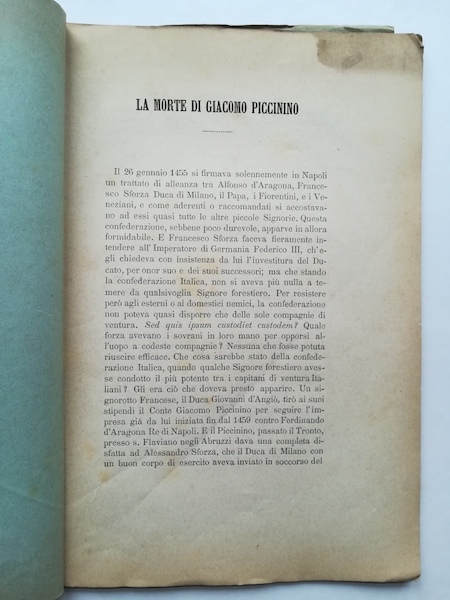 LA MORTE DI GIACOMO PICCININO
Il 26 gennaio 1455 si firmava solennemente in Napoli
un trattato di alleanza tra Alfonso d'Aragona, France-
sco Sforza Duca di Milano, il Papa, i Fiorentini, e i Ve-
neziani, e come aderenti o raccomandati si accostava-
no ad essi quasi tutte le altre piccole Signorie. Questa
confederazione, sebbene poco durevole, apparve in allora
formidabile. E Francesco Sforza faceva fieramente in-
tendere all'Imperatore di Germania Federico III, ch'e-
gli chiedeva con insistenza da lui l'investitura del Du-
cato, per onor suo e dei suoi successori; ma che stando
la confederazione Italica, non si aveva più nulla a te-
mere da qualsivoglia Signore forestiero. Per resistere
però agli esterni o ai domestici nemici, la confederazione
non poteva quasi disporre che delle sole compagnie di
ventura. Sed quis ipsum custodiet custodem? Quale
forza avevano i sovrani in loro mano per opporsi al-
l'uopo a codeste compagnie? Nessuna che fosse potuta
riuscire efficace. Che cosa sarebbe stato della confede-
razione Italica, quando qualche Signore forestiero aves-
se condotto il più potente tra i capitani di ventura Ita-
liani? Gli era ciò che doveva presto apparire. Un si-
gnorotto Francese, il Duca Giovanni d'Angiò, tirò ai suoi
stipendi il Conte Giacomo Piccinino per seguire l'im-
presa già da lui iniziata fin dal 1459 contro Ferdinando
d'Aragona Re di Napoli. E il Piccinino, passato il Tronto,
presso s. Flaviano negli Abruzzi dava una completa di-
sfatta ad Alessandro Sforza, che il Duca di Milano con
un buon corpo di esercito aveva inviato in soccorso del